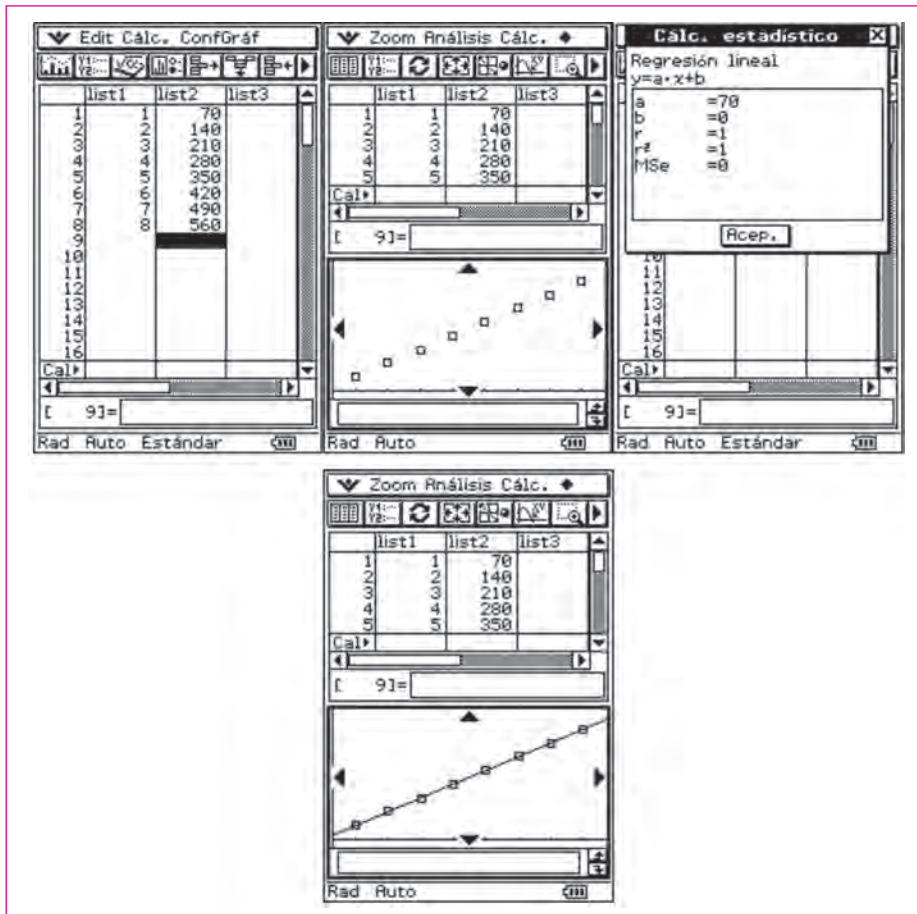 Edit Cálc. ConfGráf
list1 list2 list3
1 1 70
2 2 140
3 3 210
4 4 280
5 5 350
6 6 420
7 7 490
8 8 560
9
10
11
12
13
14
15
16
Cal
[ 9]=
Rad Auto Estándar
Zoom Análisis Cálc.
Y1:
Y2:
list1 list2 list3
1 1 70
2 2 140
3 3 210
4 4 280
5 5 350
Cal
[ 9]=
Rad Auto
Cálc. estadístico
Regresión lineal
y=a·x+b
a =70
b =0
r =1
r² =1
MSe =0
Acep.
10
11
12
13
14
15
16
Cal
[ 9]=
Rad Auto Estándar
Zoom Análisis Cálc.
Y1:
Y2:
list1 list2 list3
1 1 70
2 2 140
3 3 210
4 4 280
5 5 350
Cal
[ 9]=
Rad Auto